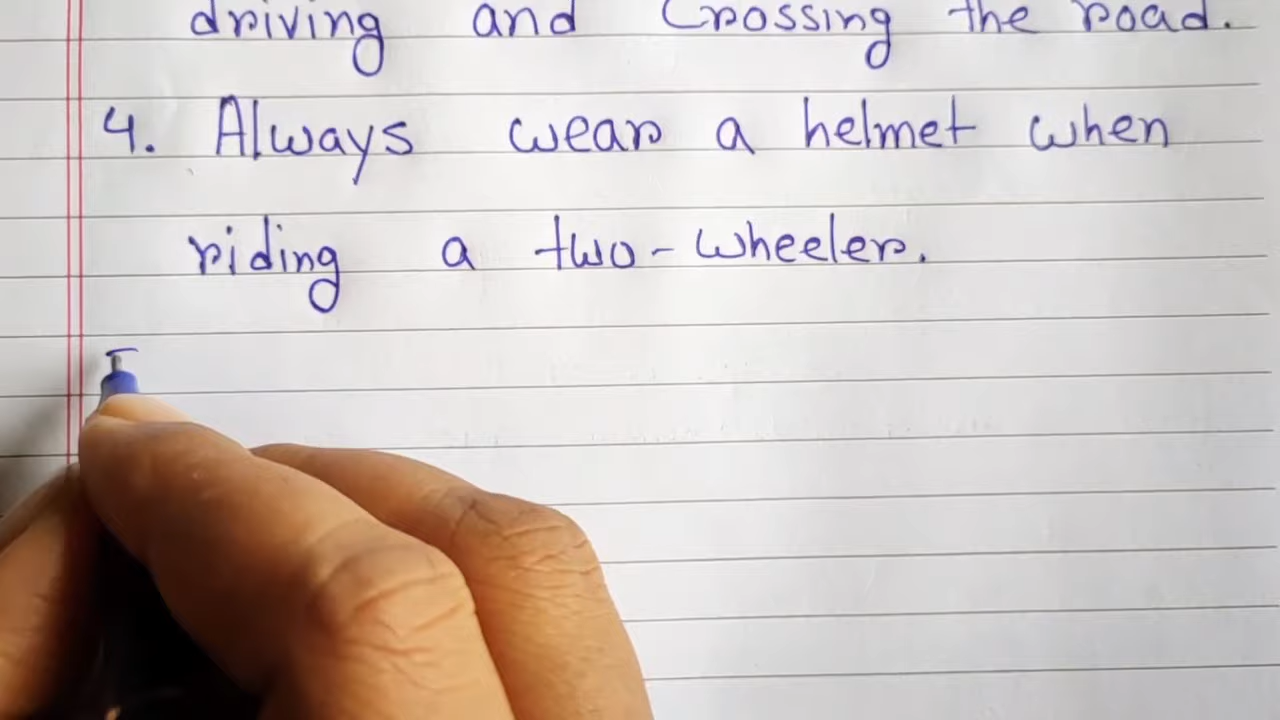 driving and Crossing the road.
4. Always wear a helmet when
riding a two-wheeler.